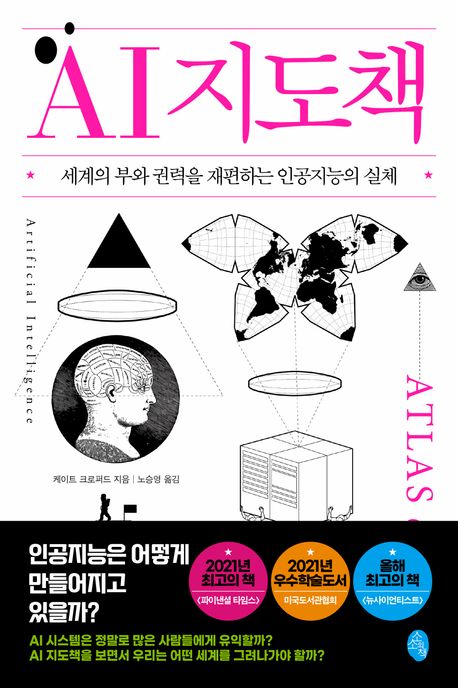 AI 지도책
세계의 부와 권력을 재편하는 인공지능의 실체
Artificial Intelligence
ATLAS
케이트 크로퍼드 지음 | 노승영 옮김
인공지능은 어떻게
만들어지고
있을까?
2021년
최고의 책
〈파이낸셜 타임스〉
2021년
우수학술도서
미국도서관협회
올해
최고의 책
〈뉴사이언티스트〉
AI 시스템은 정말로 많은 사람들에게 유익할까?
AI 지도책을 보면서 우리는 어떤 세계를 그려나가야 할까?
소소의책